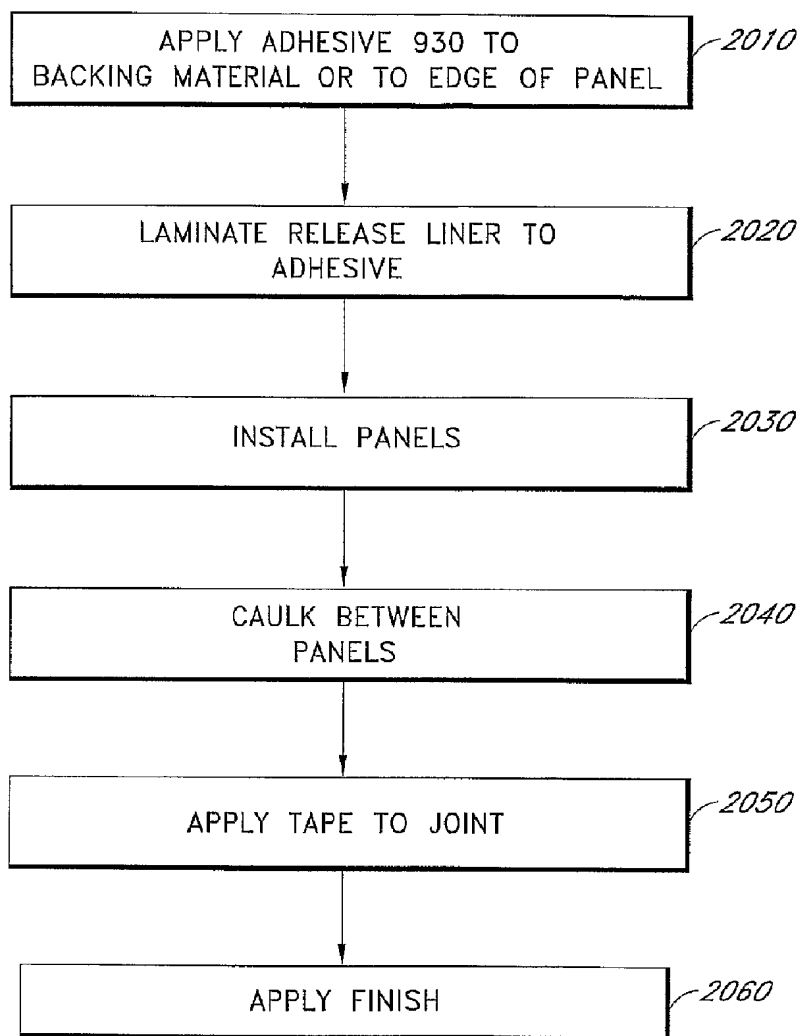 APPLY ADHESIVE 930 TO
BACKING MATERIAL OR TO EDGE OF PANEL
2010
LAMINATE RELEASE LINER TO
ADHESIVE
2020
INSTALL PANELS
2030
CAULK BETWEEN
PANELS
2040
APPLY TAPE TO JOINT
2050
APPLY FINISH
2060